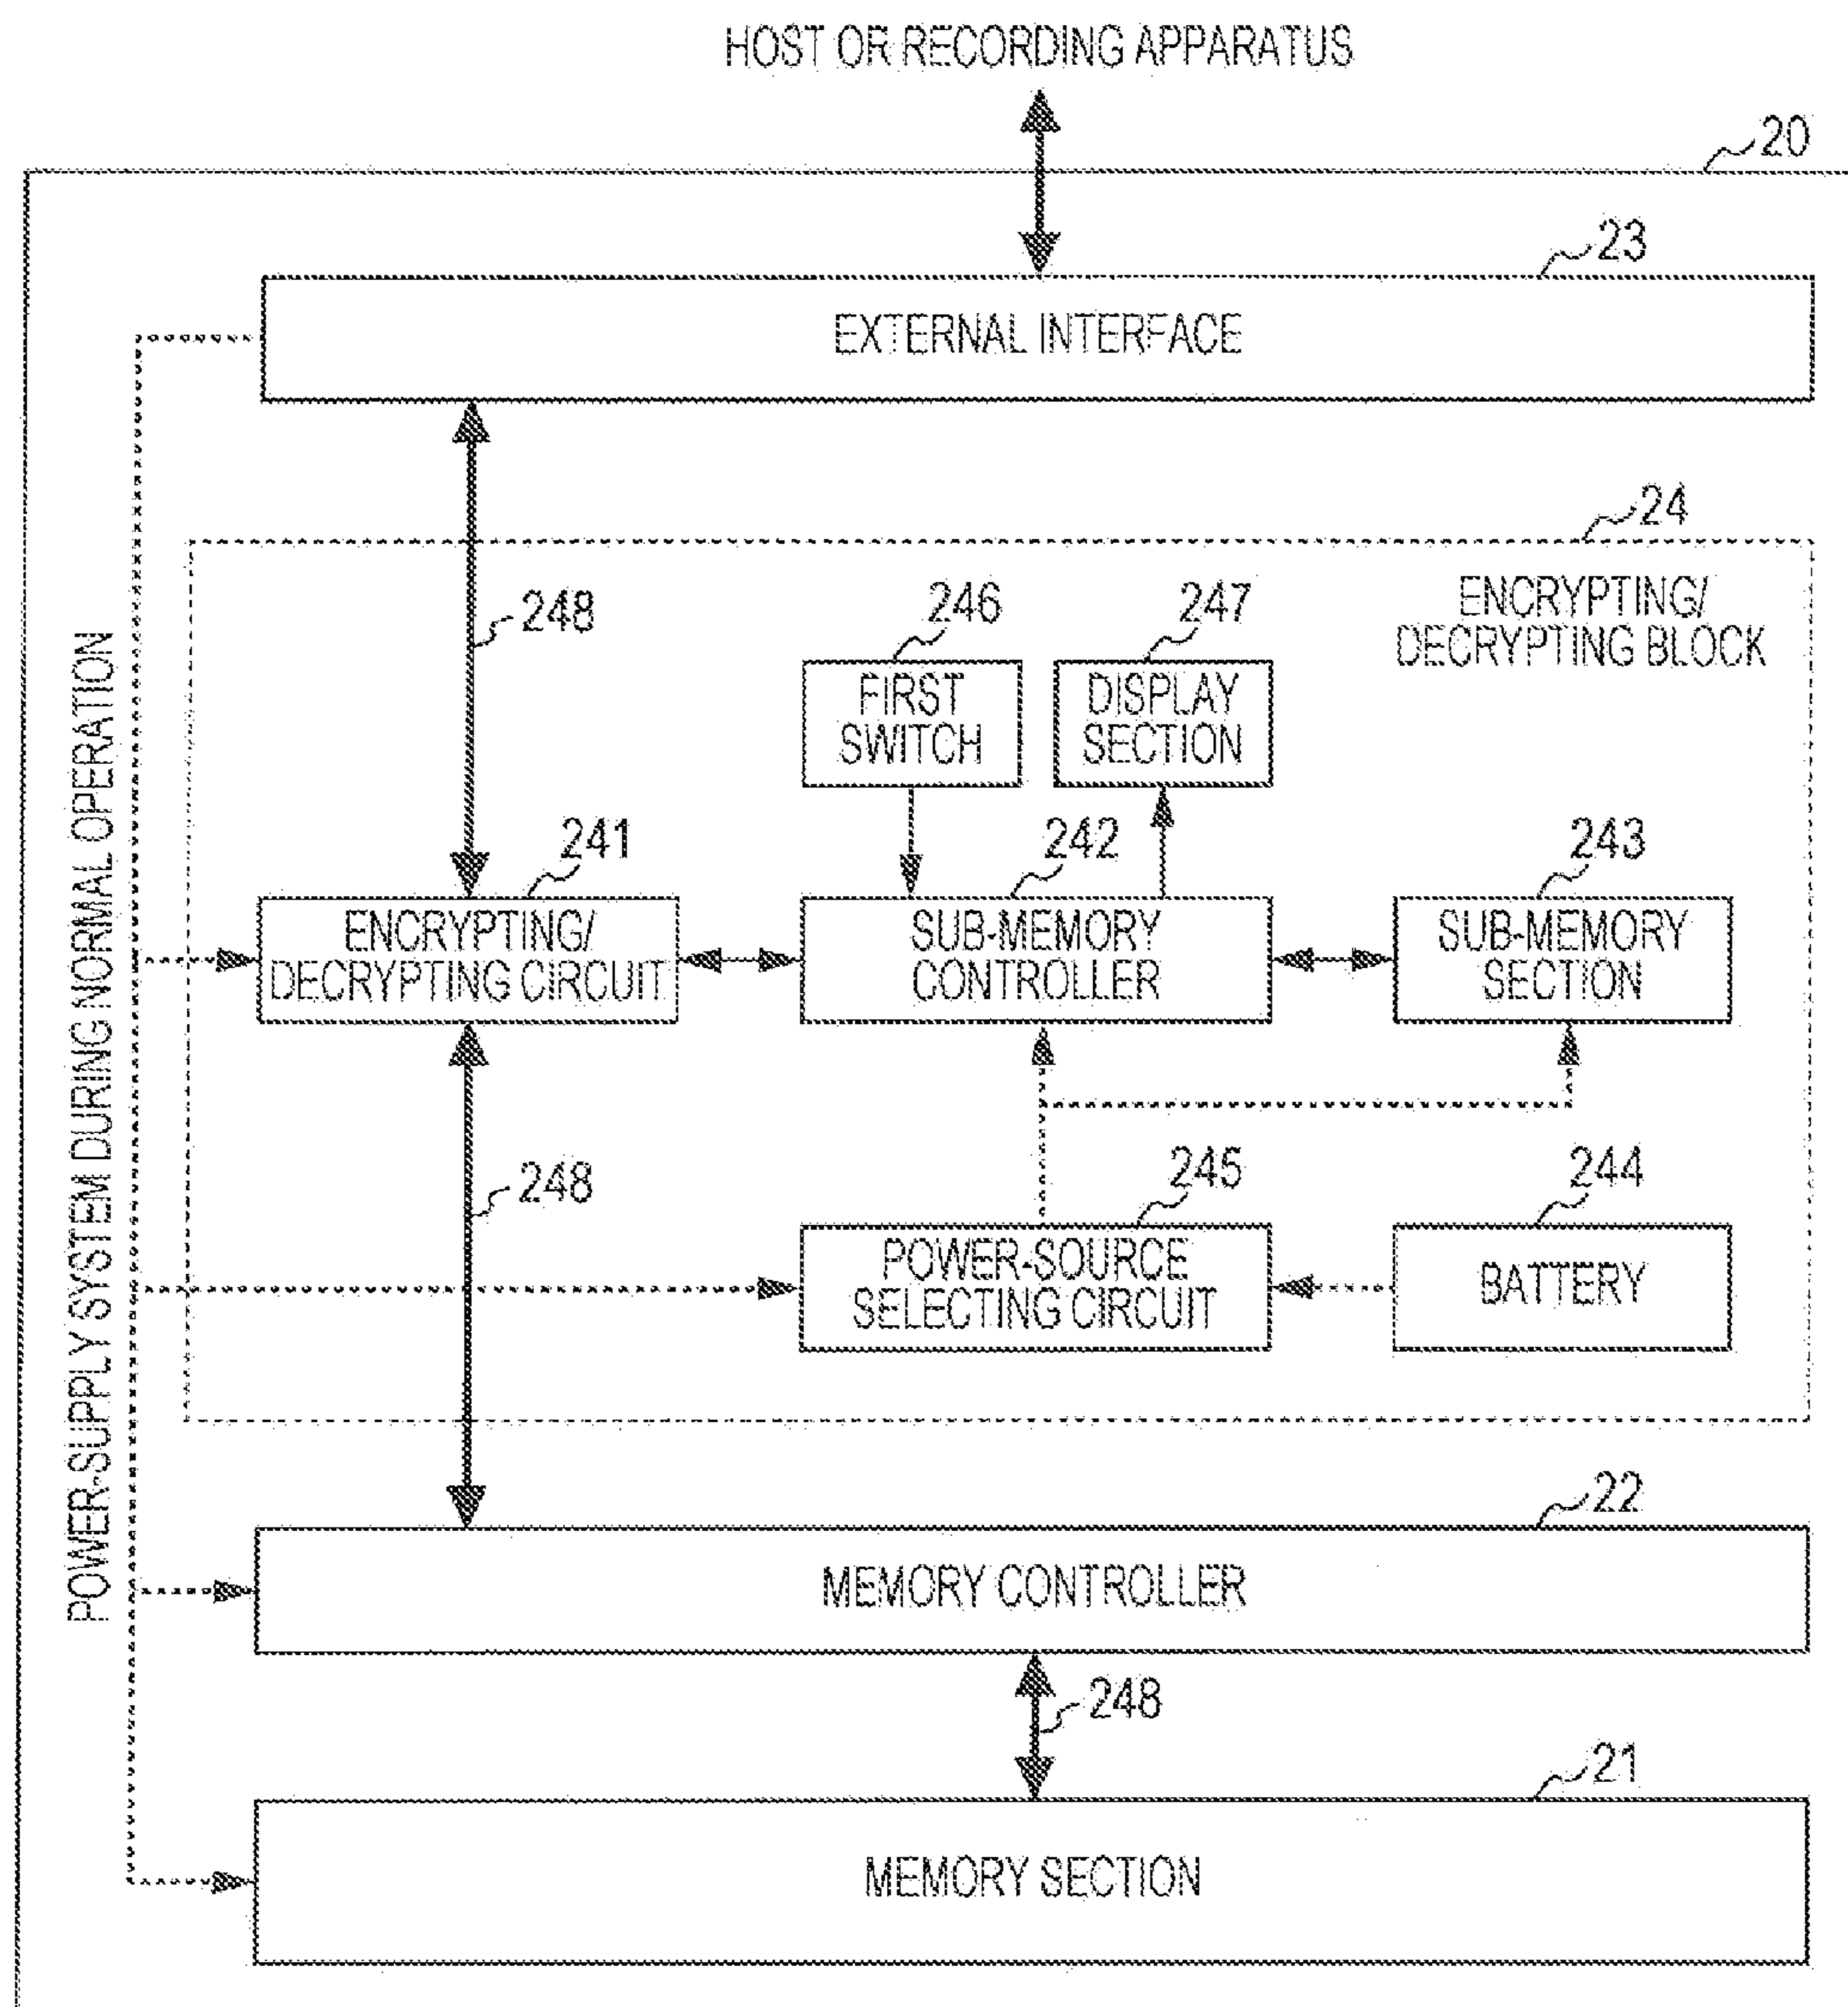 HOST OR RECORDING APPARATUS
20
23
EXTERNAL INTERFACE
24
ENCRYPTING/
DECRYPTING BLOCK
248
246
FIRST
SWITCH
247
DISPLAY
SECTION
POWER-SUPPLY SYSTEM DURING NORMAL OPERATION
241
ENCRYPTING/
DECRYPTING CIRCUIT
242
SUB-MEMORY
CONTROLLER
243
SUB-MEMORY
SECTION
248
245
POWER-SOURCE
SELECTING CIRCUIT
244
BATTERY
22
MEMORY CONTROLLER
248
21
MEMORY SECTION